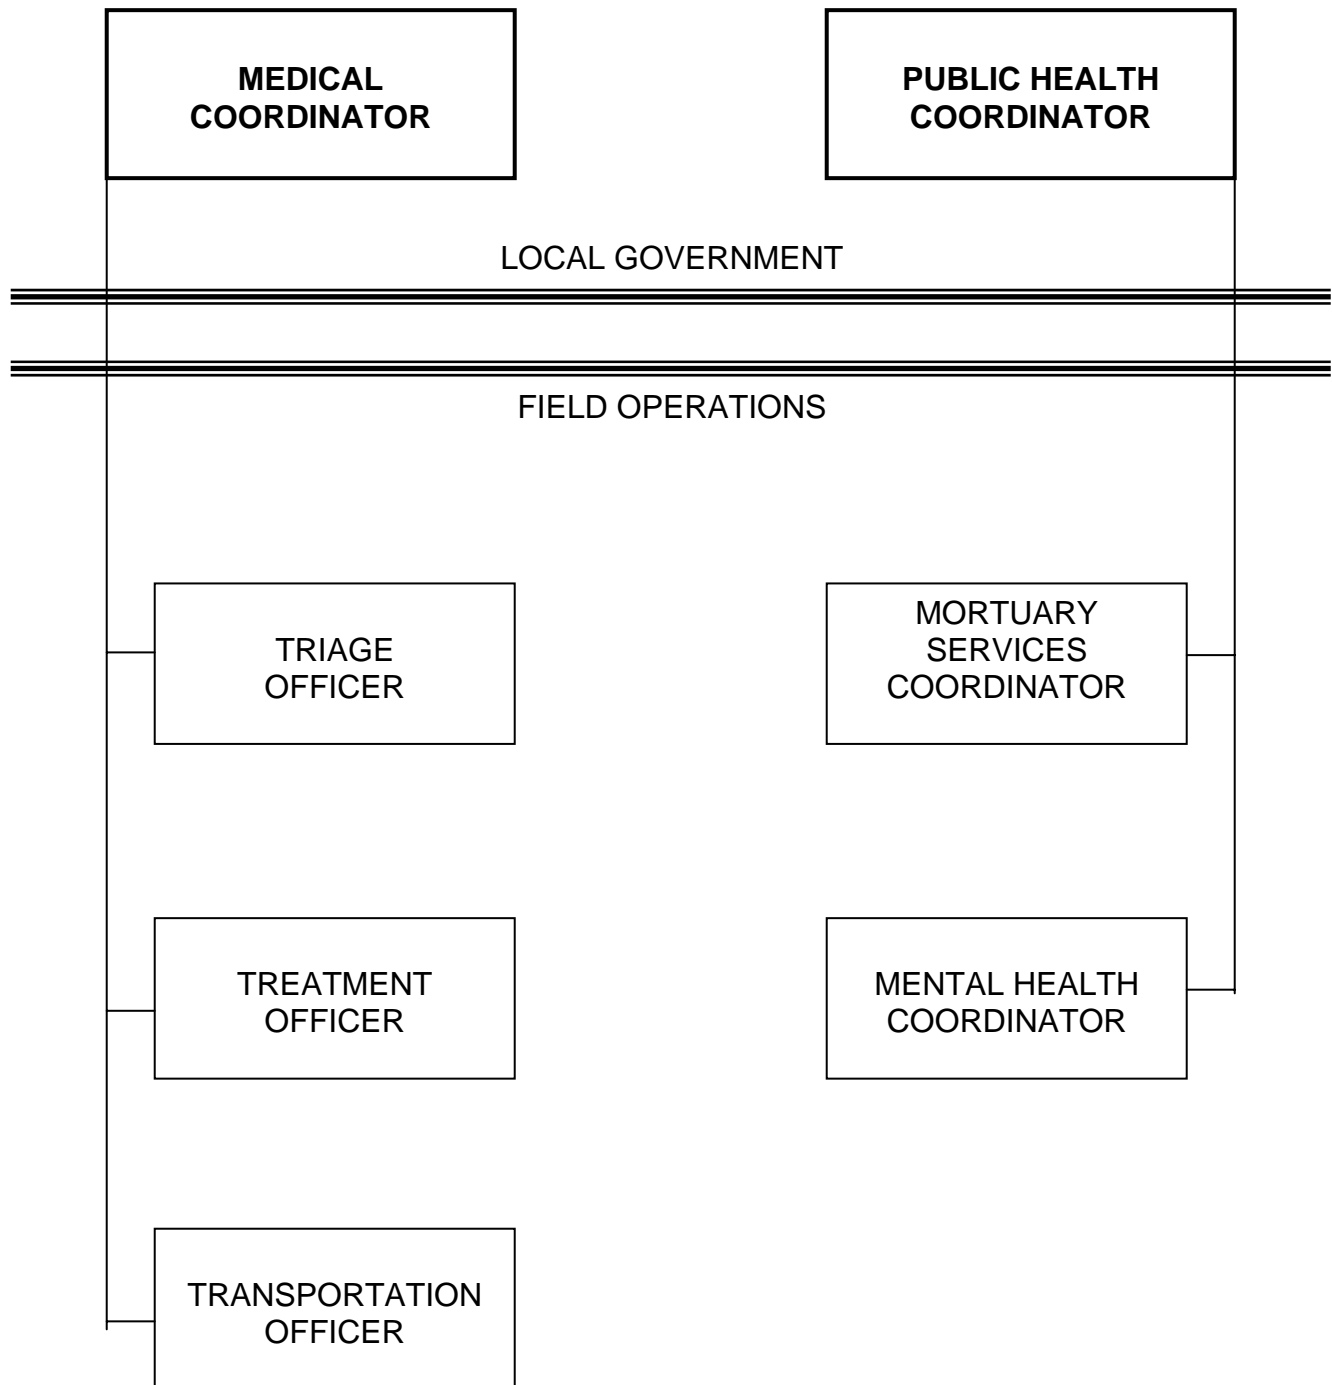 MEDICAL
COORDINATOR
PUBLIC HEALTH
COORDINATOR
LOCAL GOVERNMENT
FIELD OPERATIONS
TRIAGE
OFFICER
MORTUARY
SERVICES
COORDINATOR
TREATMENT
OFFICER
MENTAL HEALTH
COORDINATOR
TRANSPORTATION
OFFICER